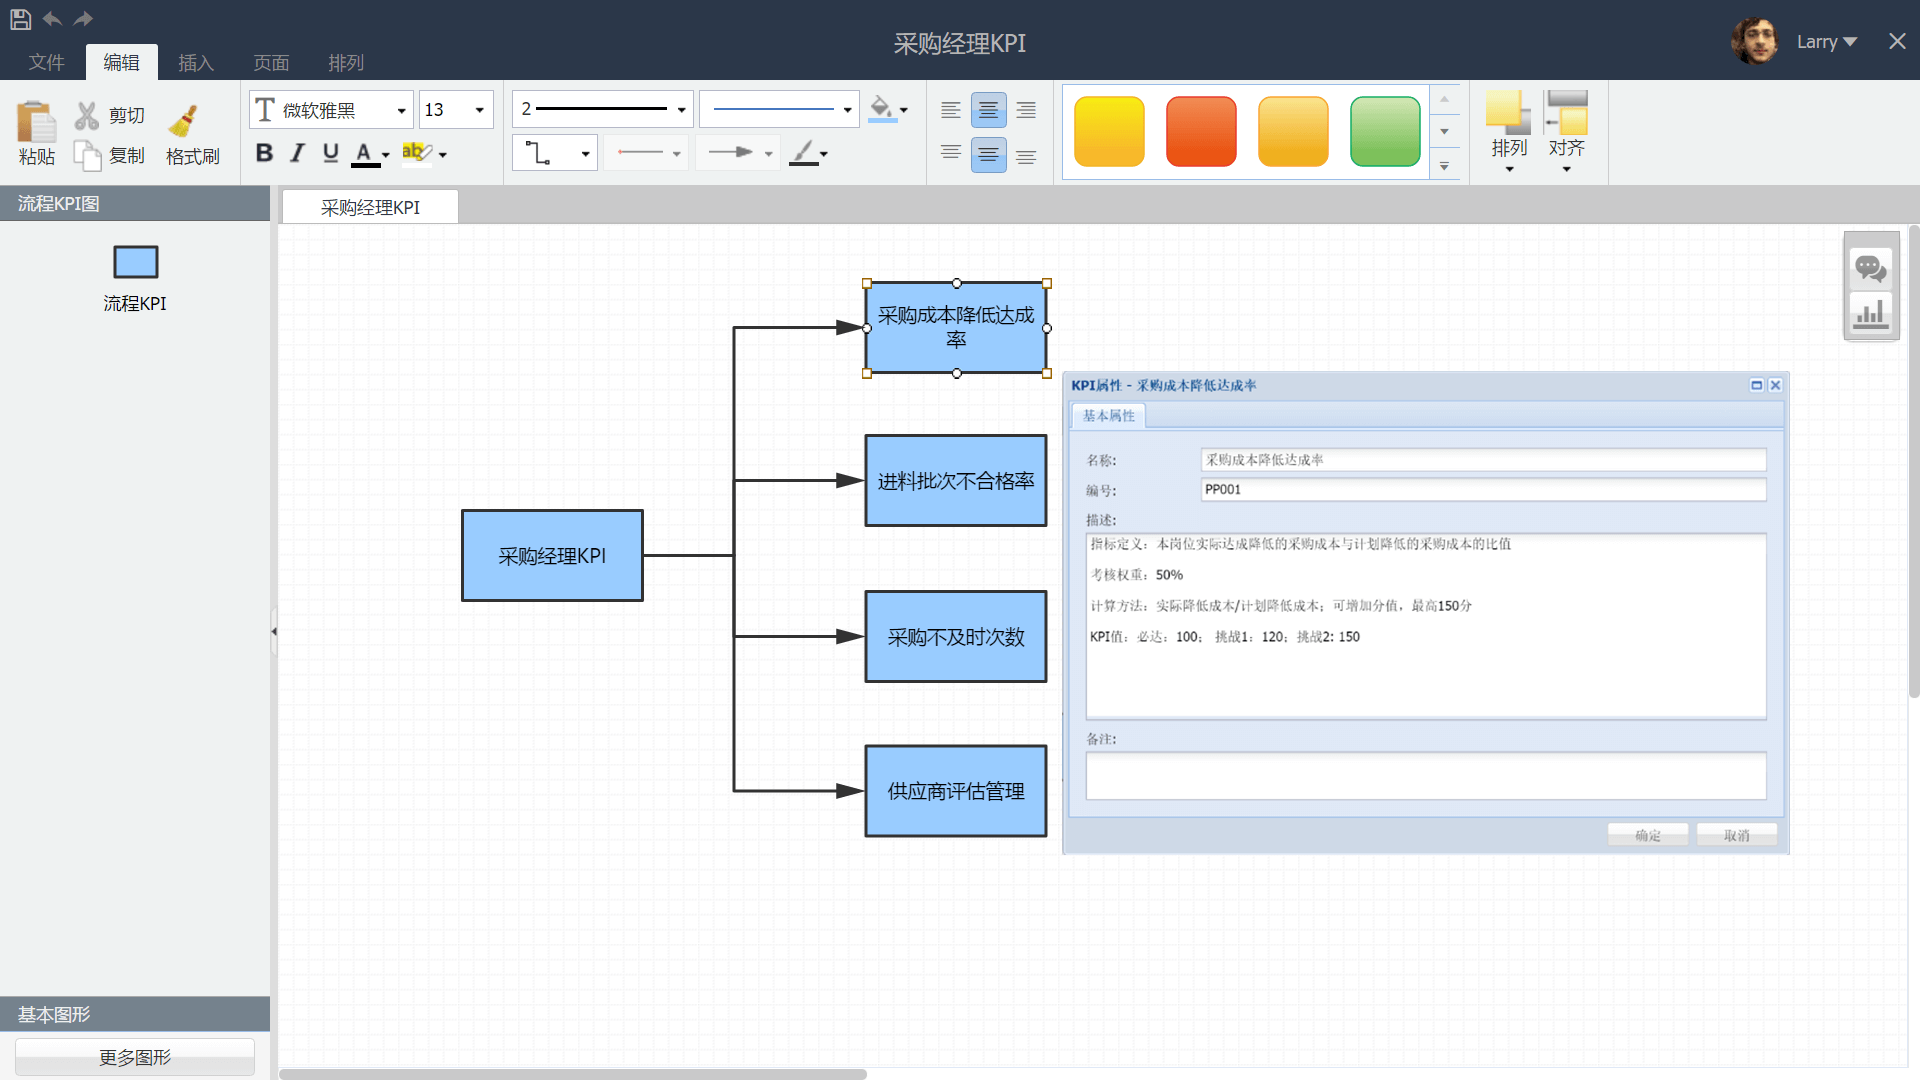 采购经理KPI
Larry
文件
编辑
插入
页面
排列
粘贴
剪切
复制
格式刷
微软雅黑
13
B I U A ab
2
排列
对齐
流程KPI图
流程KPI
采购经理KPI
采购成本降低达成
率
进料批次不合格率
采购经理KPI
采购不及时次数
供应商评估管理
KPI属性 - 采购成本降低达成率
基本属性
名称:
采购成本降低达成率
编号:
PP001
描述:
指标定义：本岗位实际达成降低的采购成本与计划降低的采购成本的比值
考核权重：50%
计算方法：实际降低成本/计划降低成本；可增加分值，最高150分
KPI值：必达：100； 挑战1：120；挑战2: 150
备注:
确定
取消
基本图形
更多图形